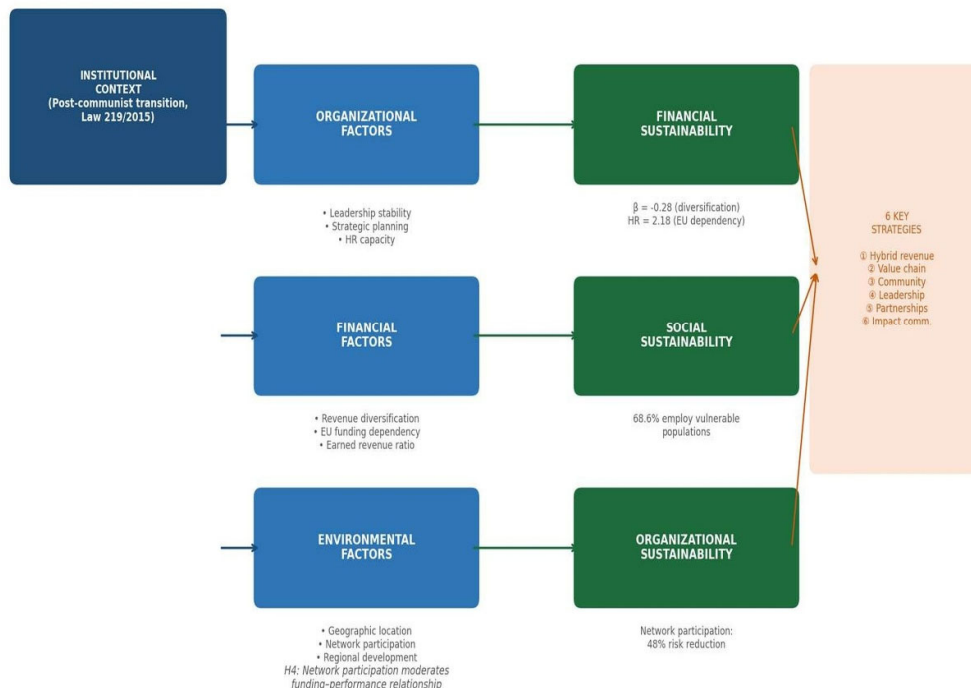 INSTITUTIONAL
CONTEXT
(Post-communist transition,
Law 219/2015)
ORGANIZATIONAL
FACTORS
• Leadership stability
• Strategic planning
• HR capacity
FINANCIAL
SUSTAINABILITY
β = -0.28 (diversification)
HR = 2.18 (EU dependency)
FINANCIAL
FACTORS
• Revenue diversification
• EU funding dependency
• Earned revenue ratio
SOCIAL
SUSTAINABILITY
68.6% employ vulnerable
populations
ENVIRONMENTAL
FACTORS
• Geographic location
• Network participation
• Regional development
H4: Network participation moderates
funding–performance relationship
ORGANIZATIONAL
SUSTAINABILITY
Network participation:
48% risk reduction
6 KEY
STRATEGIES
① Hybrid revenue
② Value chain
③ Community
④ Leadership
⑤ Partnerships
⑥ Impact comm.